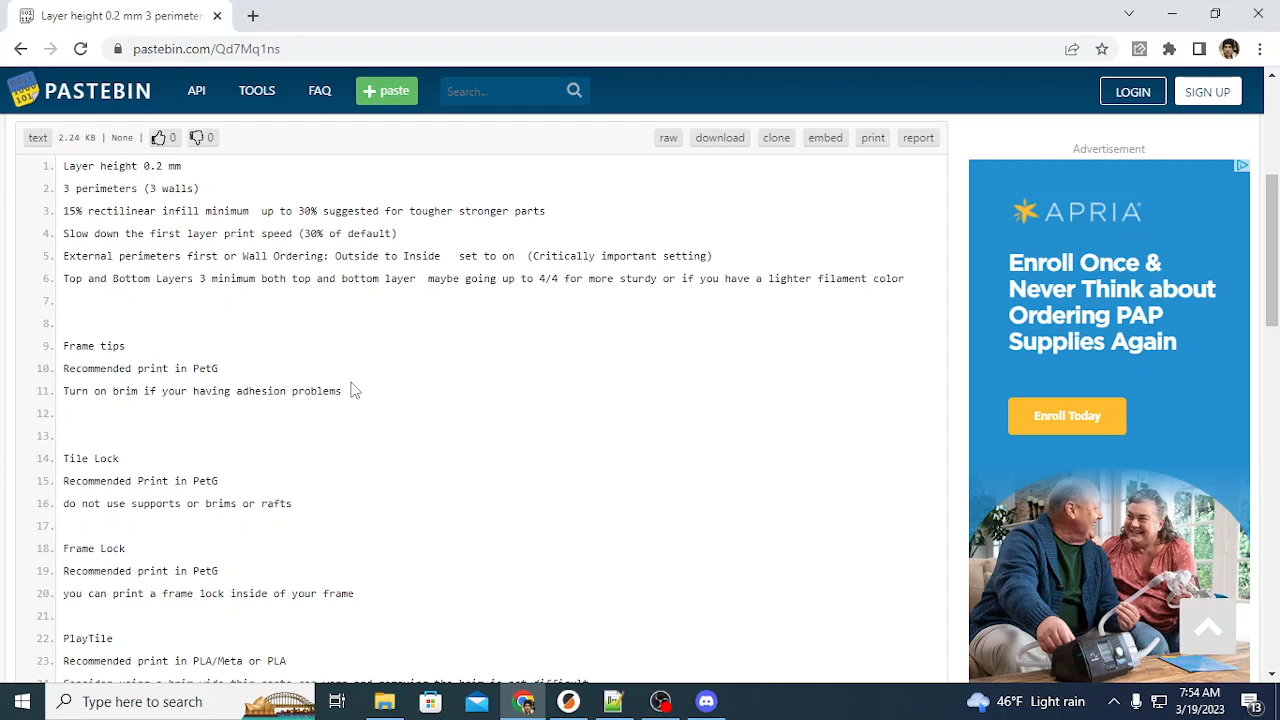 Layer height 0.2 mm 3 perimeter
pastebin.com/Qd7Mq1ns
PASTEBIN
API
TOOLS
FAQ
+ paste
Search...
LOGIN
SIGN UP
text
2.24 KB | None |
0
0
raw
download
clone
embed
print
report
1. Layer height 0.2 mm
2. 3 perimeters (3 walls)
3. 15% rectilinear infill minimum  up to 30% suggested for tougher stronger parts
4. Slow down the first layer print speed (30% of default)
5. External perimeters first or Wall Ordering: Outside to Inside   set to on  (Critically important setting)
6. Top and Bottom Layers 3 minimum both top and bottom layer  maybe going up to 4/4 for more sturdy or if you have a lighter filament color
7.
8.
9. Frame tips
10. Recommended print in PetG
11. Turn on brim if your having adhesion problems
12.
13.
14. Tile Lock
15. Recommended Print in PetG
16. do not use supports or brims or rafts
17.
18. Frame Lock
19. Recommended print in PetG
20. you can print a frame lock inside of your frame
21.
22. PlayTile
23. Recommended print in PLA/Meta or PLA
Advertisement
APRIA
Enroll Once &
Never Think about
Ordering PAP
Supplies Again
Enroll Today
Type here to search
46°F Light rain
7:54 AM
3/19/2023
13